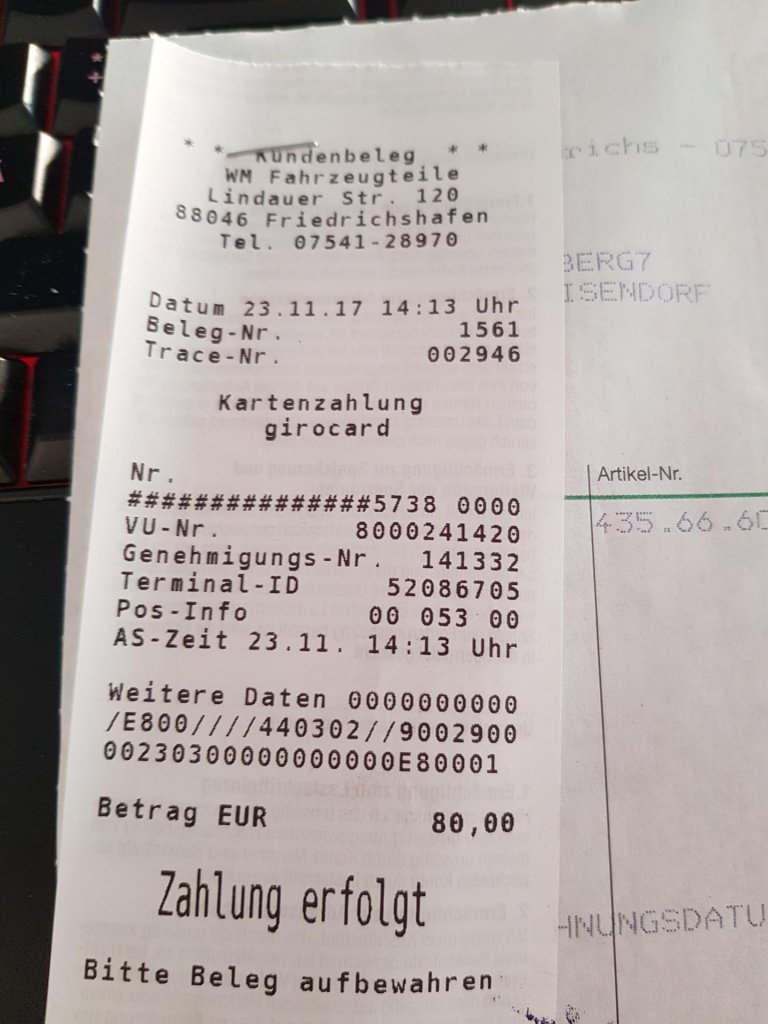 * * Kundenbeleg * *
WM Fahrzeugteile
Lindauer Str. 120
88046 Friedrichshafen
Tel. 07541-28970
Datum 23.11.17 14:13 Uhr
Beleg-Nr. 1561
Trace-Nr. 002946
Kartenzahlung
girocard
Nr.
###############5738 0000
VU-Nr. 8000241420
Genehmigungs-Nr. 141332
Terminal-ID 52086705
Pos-Info 00 053 00
AS-Zeit 23.11. 14:13 Uhr
Weitere Daten 0000000000
/E800////440302//9002900
00230300000000000E80001
Betrag EUR 80,00
Zahlung erfolgt
Bitte Beleg aufbewahren
richs - 075
BERG7
ISENDORF
Artikel-Nr.
435.66.60
HNUNGSDATU